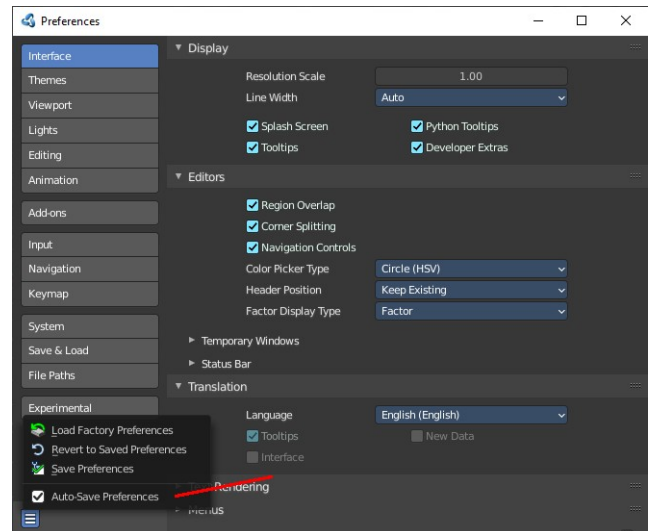 Preferences
Interface
Themes
Viewport
Lights
Editing
Animation
Add-ons
Input
Navigation
Keymap
System
Save & Load
File Paths
Experimental
Load Factory Preferences
Revert to Saved Preferences
Save Preferences
Auto-Save Preferences
Display
Resolution Scale 1.00
Line Width Auto
Splash Screen Python Tooltips
Tooltips Developer Extras
Editors
Region Overlap
Corner Splitting
Navigation Controls
Color Picker Type Circle (HSV)
Header Position Keep Existing
Factor Display Type Factor
Temporary Windows
Status Bar
Translation
Language English (English)
Tooltips New Data
Interface
Rendering
Menus